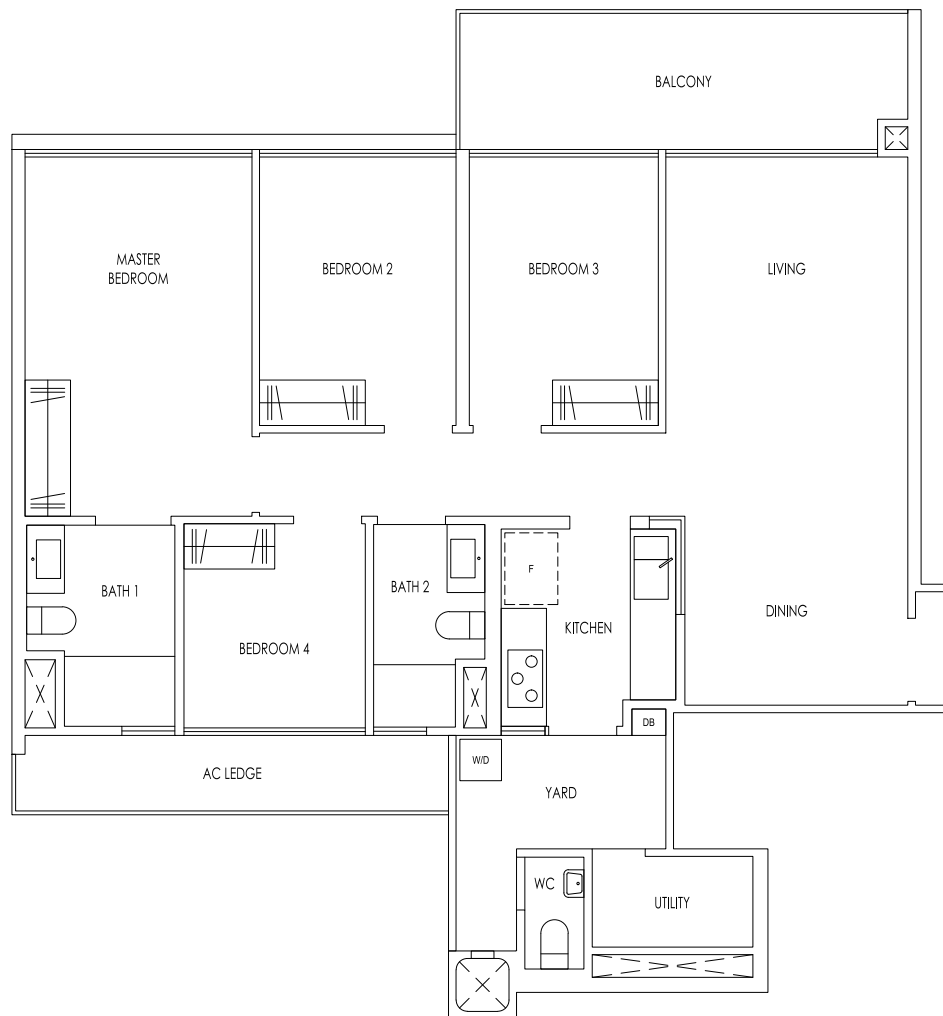 BALCONY
MASTER
BEDROOM
BEDROOM 2
BEDROOM 3
LIVING
BATH 1
BEDROOM 4
BATH 2
F
KITCHEN
DINING
DB
AC LEDGE
W/D
YARD
WC
UTILITY